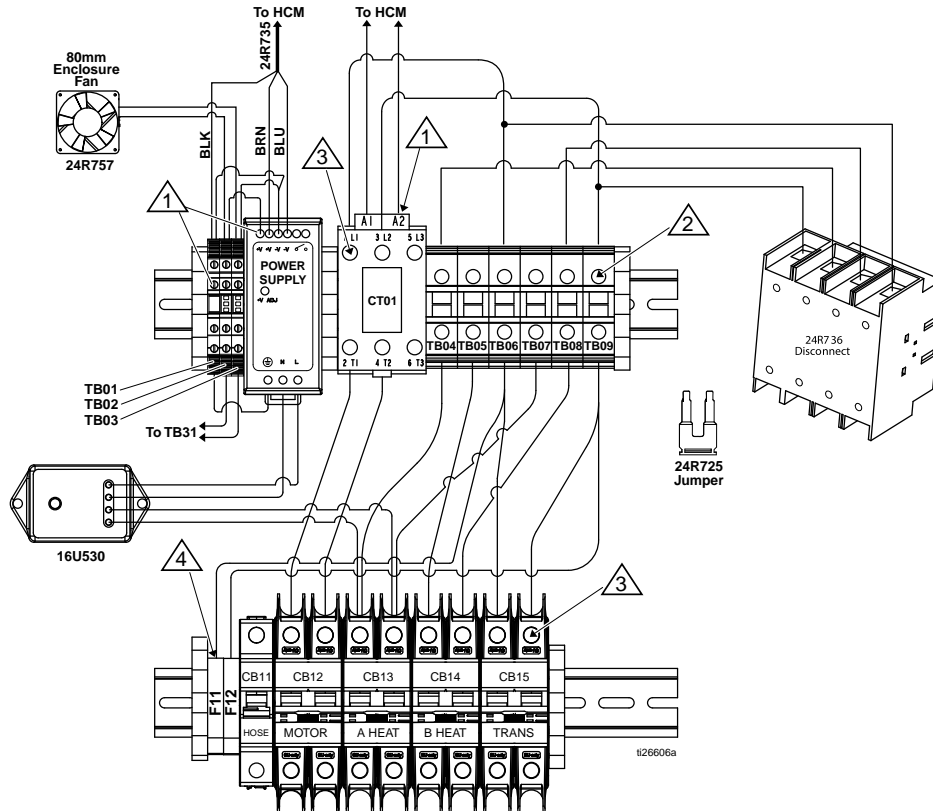 To HCM
To HCM
24R735
80mm
Enclosure
Fan
24R757
BLK
BRN
BLU
1
3
1
2
A1 A2
1 L1 3 L2 5 L3
+V +V -V -V
POWER
SUPPLY
+V ADJ
N L
CT01
2 T1 4 T2 6 T3
TB04 TB05 TB06 TB07 TB08 TB09
24R736
Disconnect
TB01
TB02
TB03
To TB31
24R725
Jumper
16U530
4
3
F11
F12
CB11 CB12 CB13 CB14 CB15
HOSE MOTOR A HEAT B HEAT TRANS
ti26606a